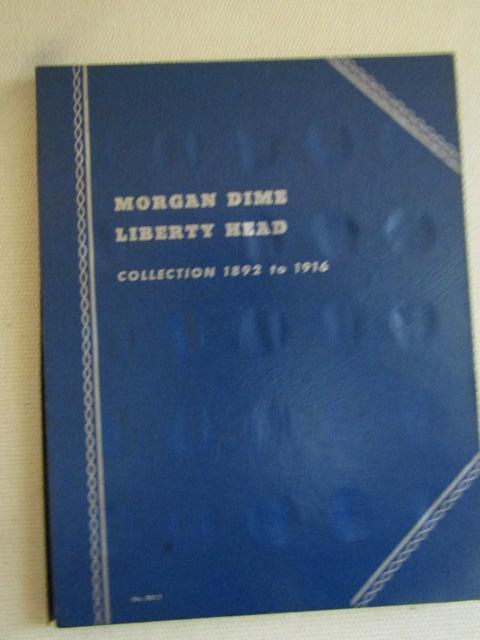 MORGAN DIME
LIBERTY HEAD
COLLECTION 1892 to 1916